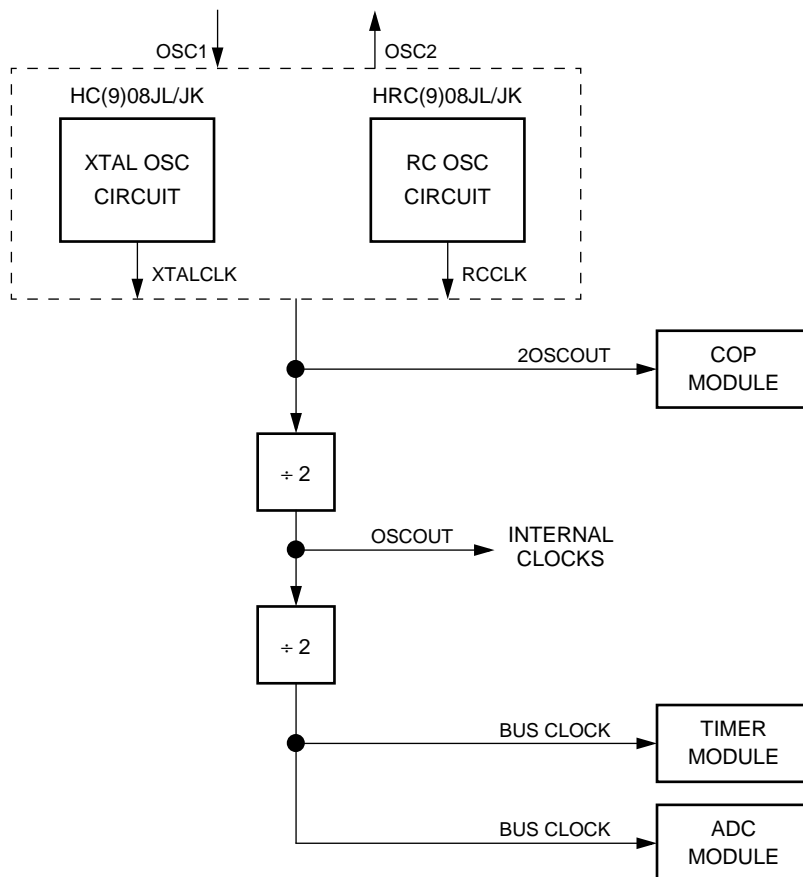 OSC1
OSC2
HC(9)08JL/JK
HRC(9)08JL/JK
XTAL OSC
CIRCUIT
RC OSC
CIRCUIT
XTALCLK
RCCLK
2OSCOUT
COP
MODULE
÷ 2
OSCOUT
INTERNAL
CLOCKS
÷ 2
BUS CLOCK
TIMER
MODULE
BUS CLOCK
ADC
MODULE